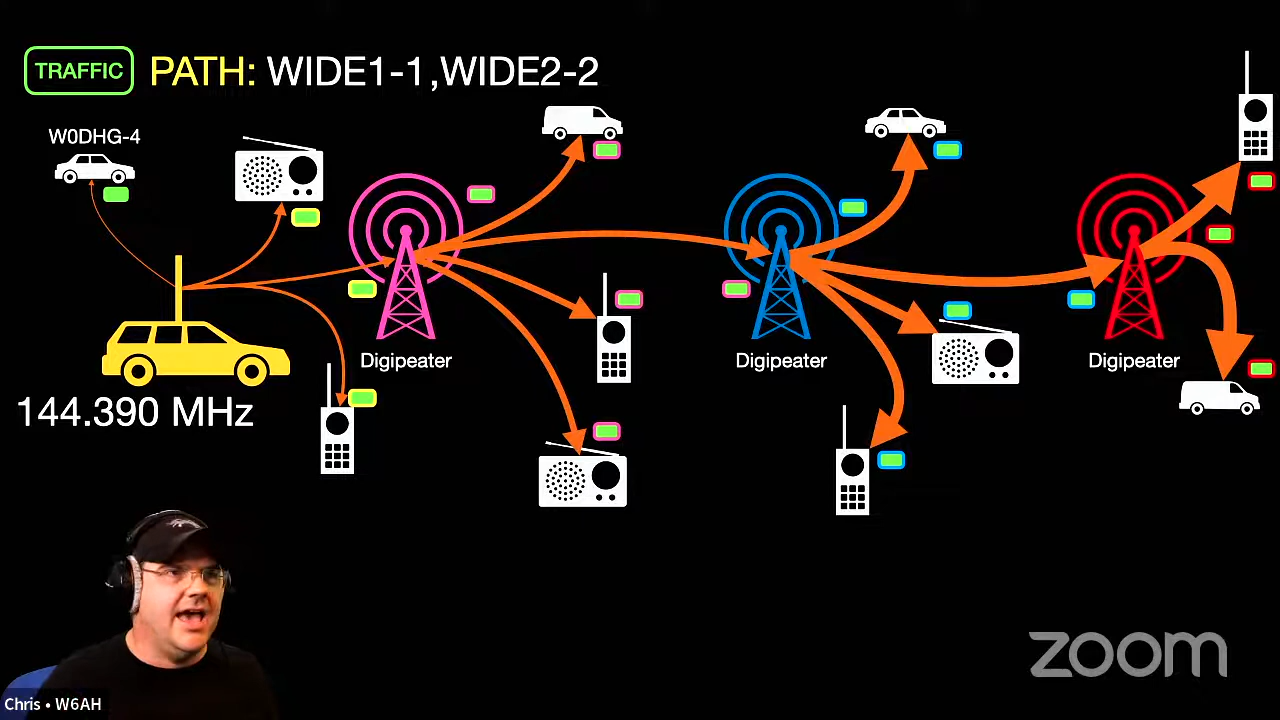 TRAFFIC PATH: WIDE1-1,WIDE2-2
W0DHG-4
Digipeater
Digipeater
Digipeater
144.390 MHz
zoom
Chris • W6AH